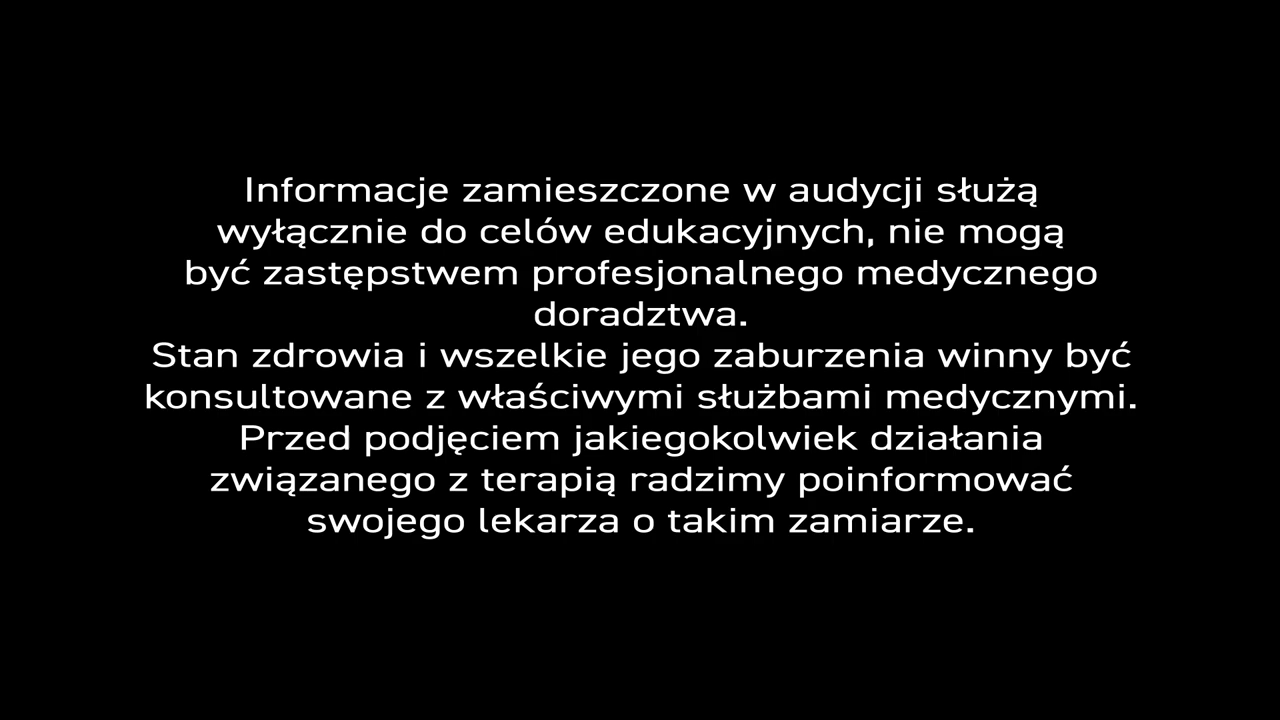 Informacje zamieszczone w audycji służą
wyłącznie do celów edukacyjnych, nie mogą
być zastępstwem profesjonalnego medycznego
doradztwa.
Stan zdrowia i wszelkie jego zaburzenia winny być
konsultowane z właściwymi służbami medycznymi.
Przed podjęciem jakiegokolwiek działania
związanego z terapią radzimy poinformować
swojego lekarza o takim zamiarze.